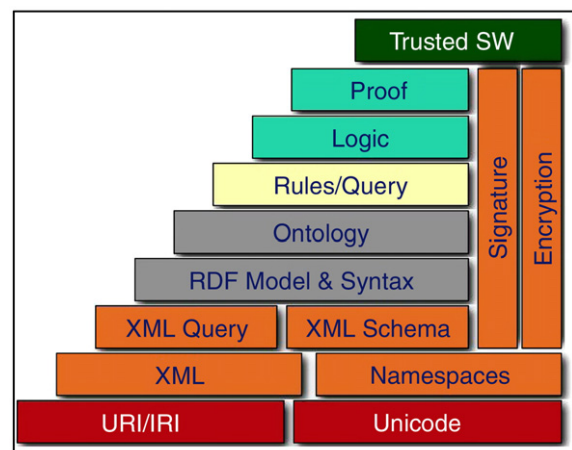 Trusted SW
Proof
Logic
Rules/Query
Ontology
RDF Model & Syntax
Signature
Encryption
XML Query
XML Schema
XML
Namespaces
URI/IRI
Unicode